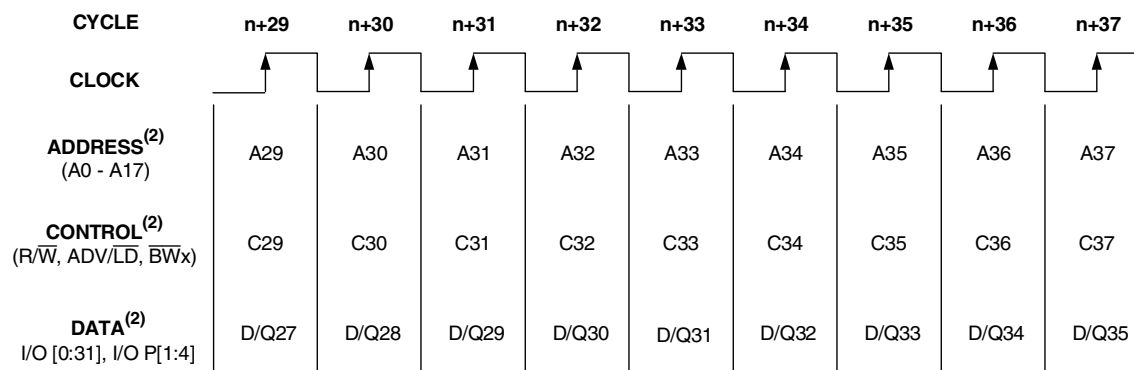 CYCLE n+29 n+30 n+31 n+32 n+33 n+34 n+35 n+36 n+37
CLOCK
ADDRESS(2) A29 A30 A31 A32 A33 A34 A35 A36 A37
(A0 - A17)
CONTROL(2) C29 C30 C31 C32 C33 C34 C35 C36 C37
(R/W̅, ADV/L̅D̅, B̅W̅x)
DATA(2) D/Q27 D/Q28 D/Q29 D/Q30 D/Q31 D/Q32 D/Q33 D/Q34 D/Q35
I/O [0:31], I/O P[1:4]